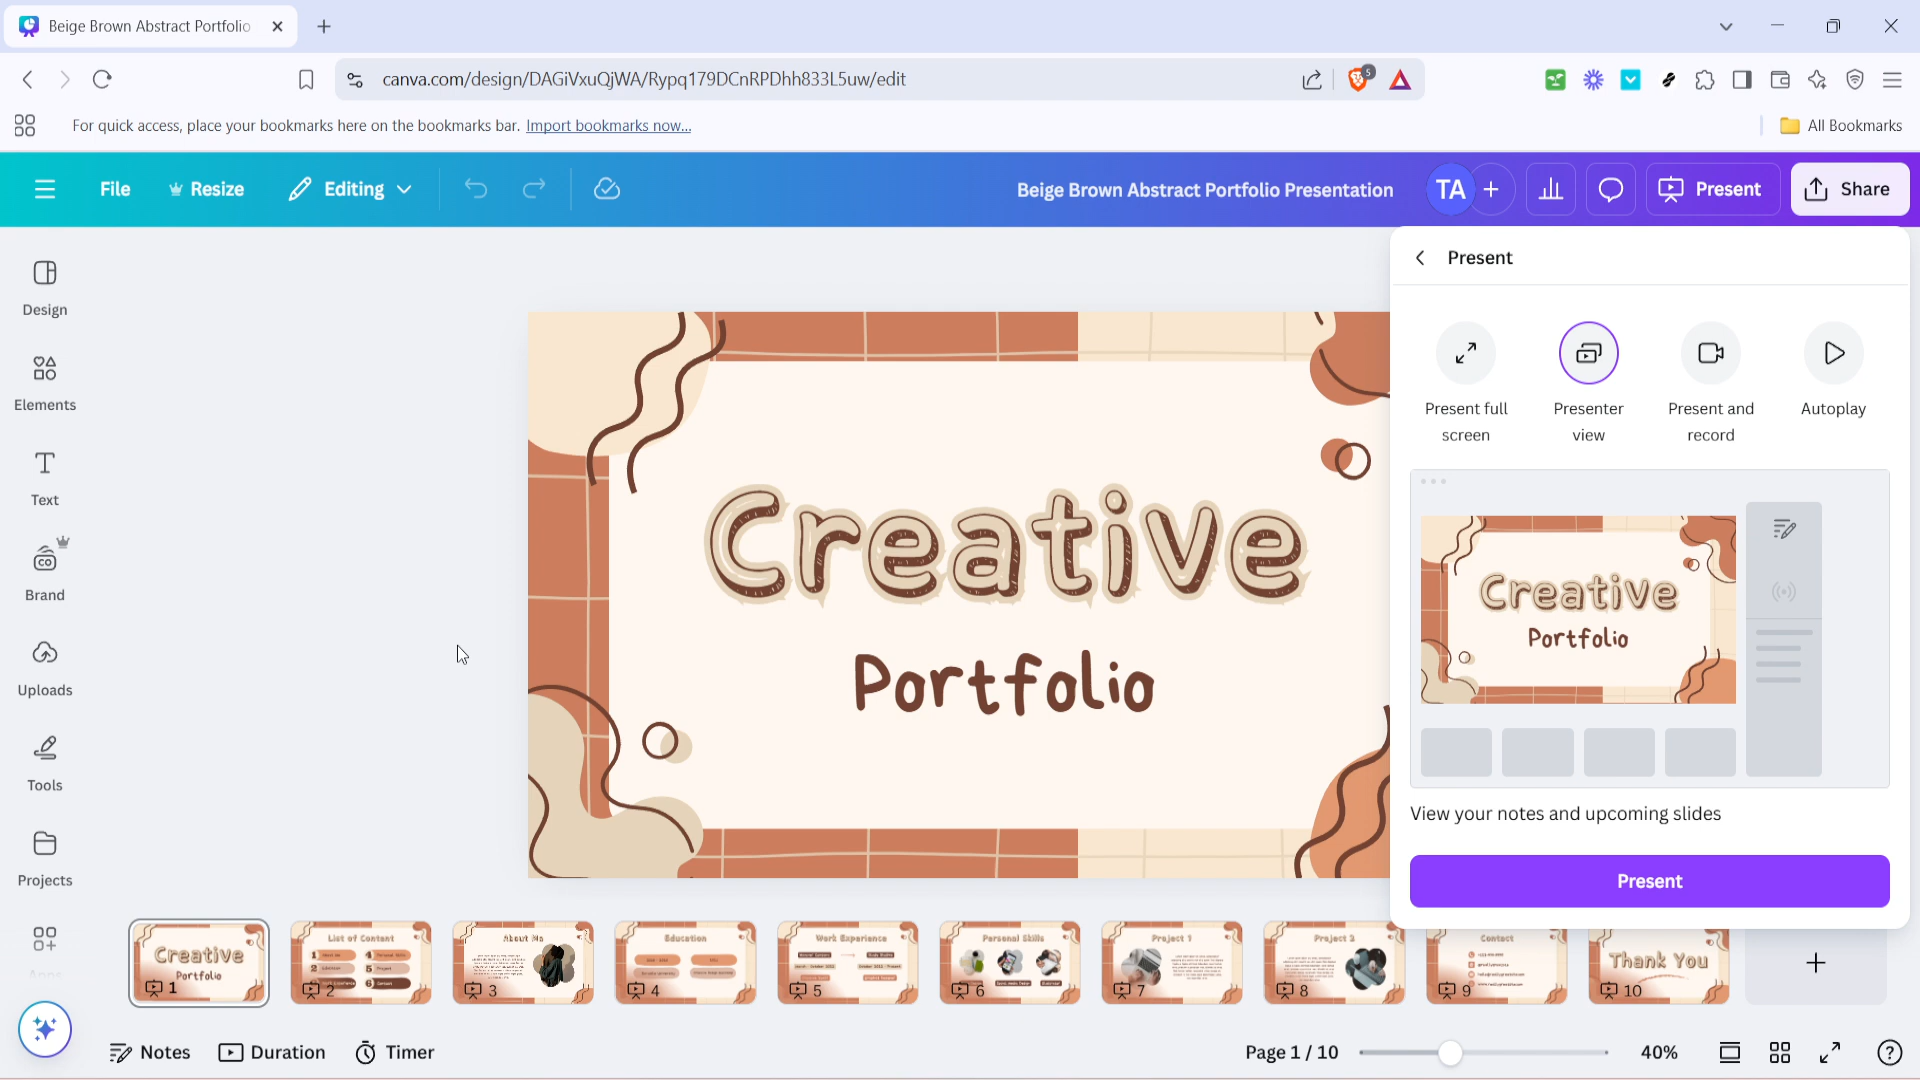 Beige Brown Abstract Portfolio
canva.com/design/DAGiVxuQjWA/Rypq179DCnRPDhh833L5uw/edit
5
For quick access, place your bookmarks here on the bookmarks bar. Import bookmarks now...
All Bookmarks
File
Resize
Editing
Beige Brown Abstract Portfolio Presentation
TA
Present
Share
Design
Elements
Text
Brand
Uploads
Tools
Projects
Apps
Creative
Portfolio
Present
Present full screen
Presenter view
Present and record
Autoplay
Creative
Portfolio
View your notes and upcoming slides
Present
Creative
Portfolio
1
List of Content
2
About Me
3
Education
4
Work Experience
5
Personal Skills
6
Project 1
7
Project 2
8
Contact
9
Thank You
10
Notes
Duration
Timer
Page 1 / 10
40%